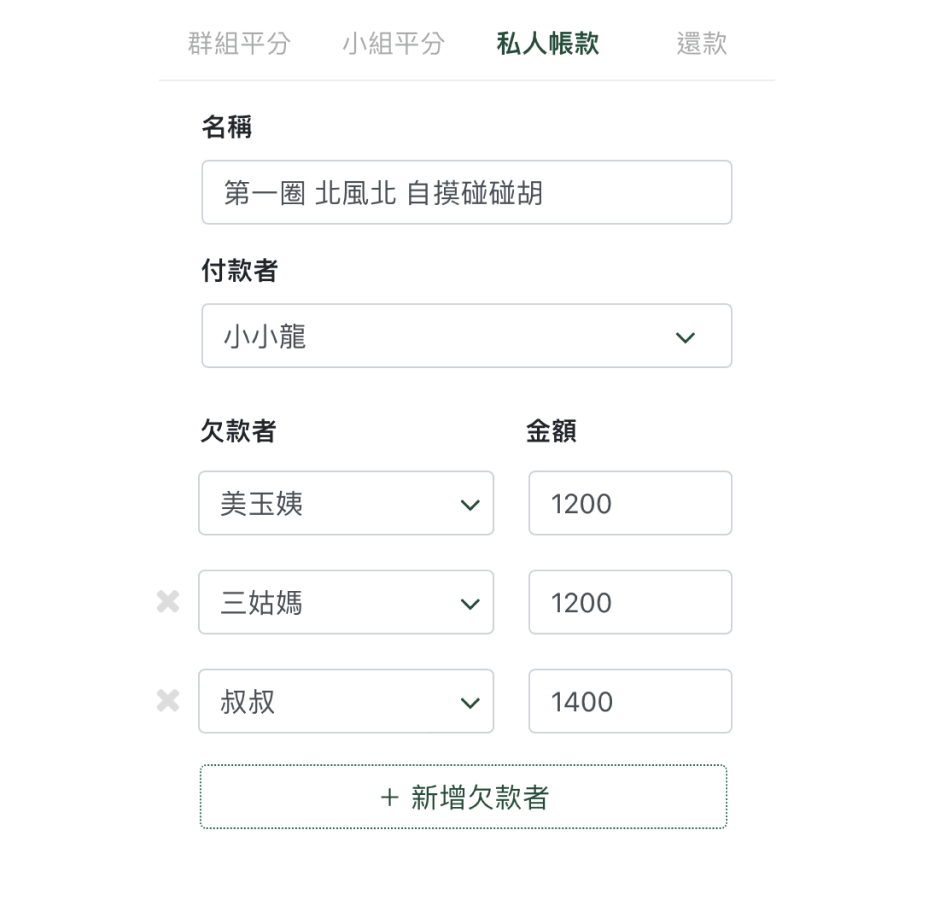 群組平分 小組平分 私人帳款 還款
名稱
第一圈 北風北 自摸碰碰胡
付款者
小小龍
欠款者 金額
美玉姨 1200
三姑媽 1200
叔叔 1400
+ 新增欠款者